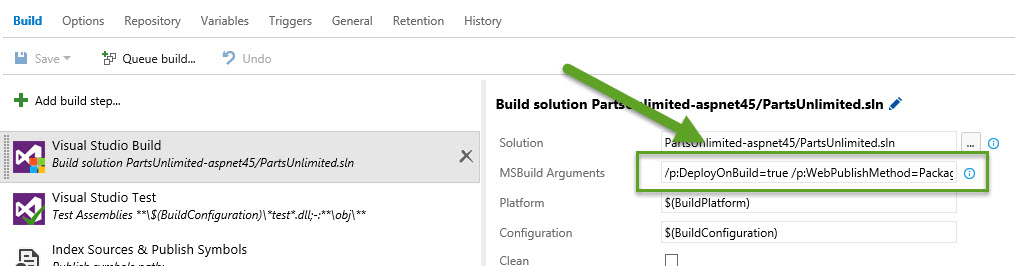 Build Options Repository Variables Triggers General Retention History
Save Queue build... Undo
Add build step...
Visual Studio Build
Build solution PartsUnlimited-aspnet45/PartsUnlimited.sln
Visual Studio Test
Test Assemblies **\$(BuildConfiguration)\*test*.dll;-:**\obj\**
Index Sources & Publish Symbols
Publish symbols path:
Build solution PartsUnlimited-aspnet45/PartsUnlimited.sln
Solution PartsUnlimited-aspnet45/PartsUnlimited.sln ...
MSBuild Arguments /p:DeployOnBuild=true /p:WebPublishMethod=Packag
Platform $(BuildPlatform)
Configuration $(BuildConfiguration)
Clean